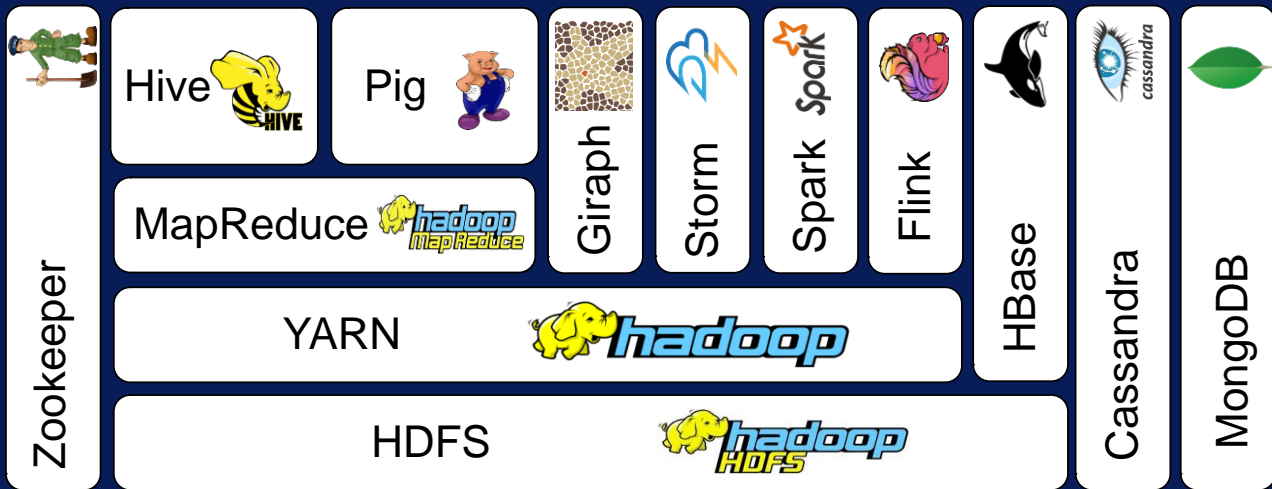 Zookeeper
Hive
HIVE
Pig
MapReduce
hadoop
Map Reduce
Giraph
Storm
Spark
Spark
Flink
HBase
cassandra
Cassandra
MongoDB
YARN
hadoop
HDFS
hadoop
HDFS